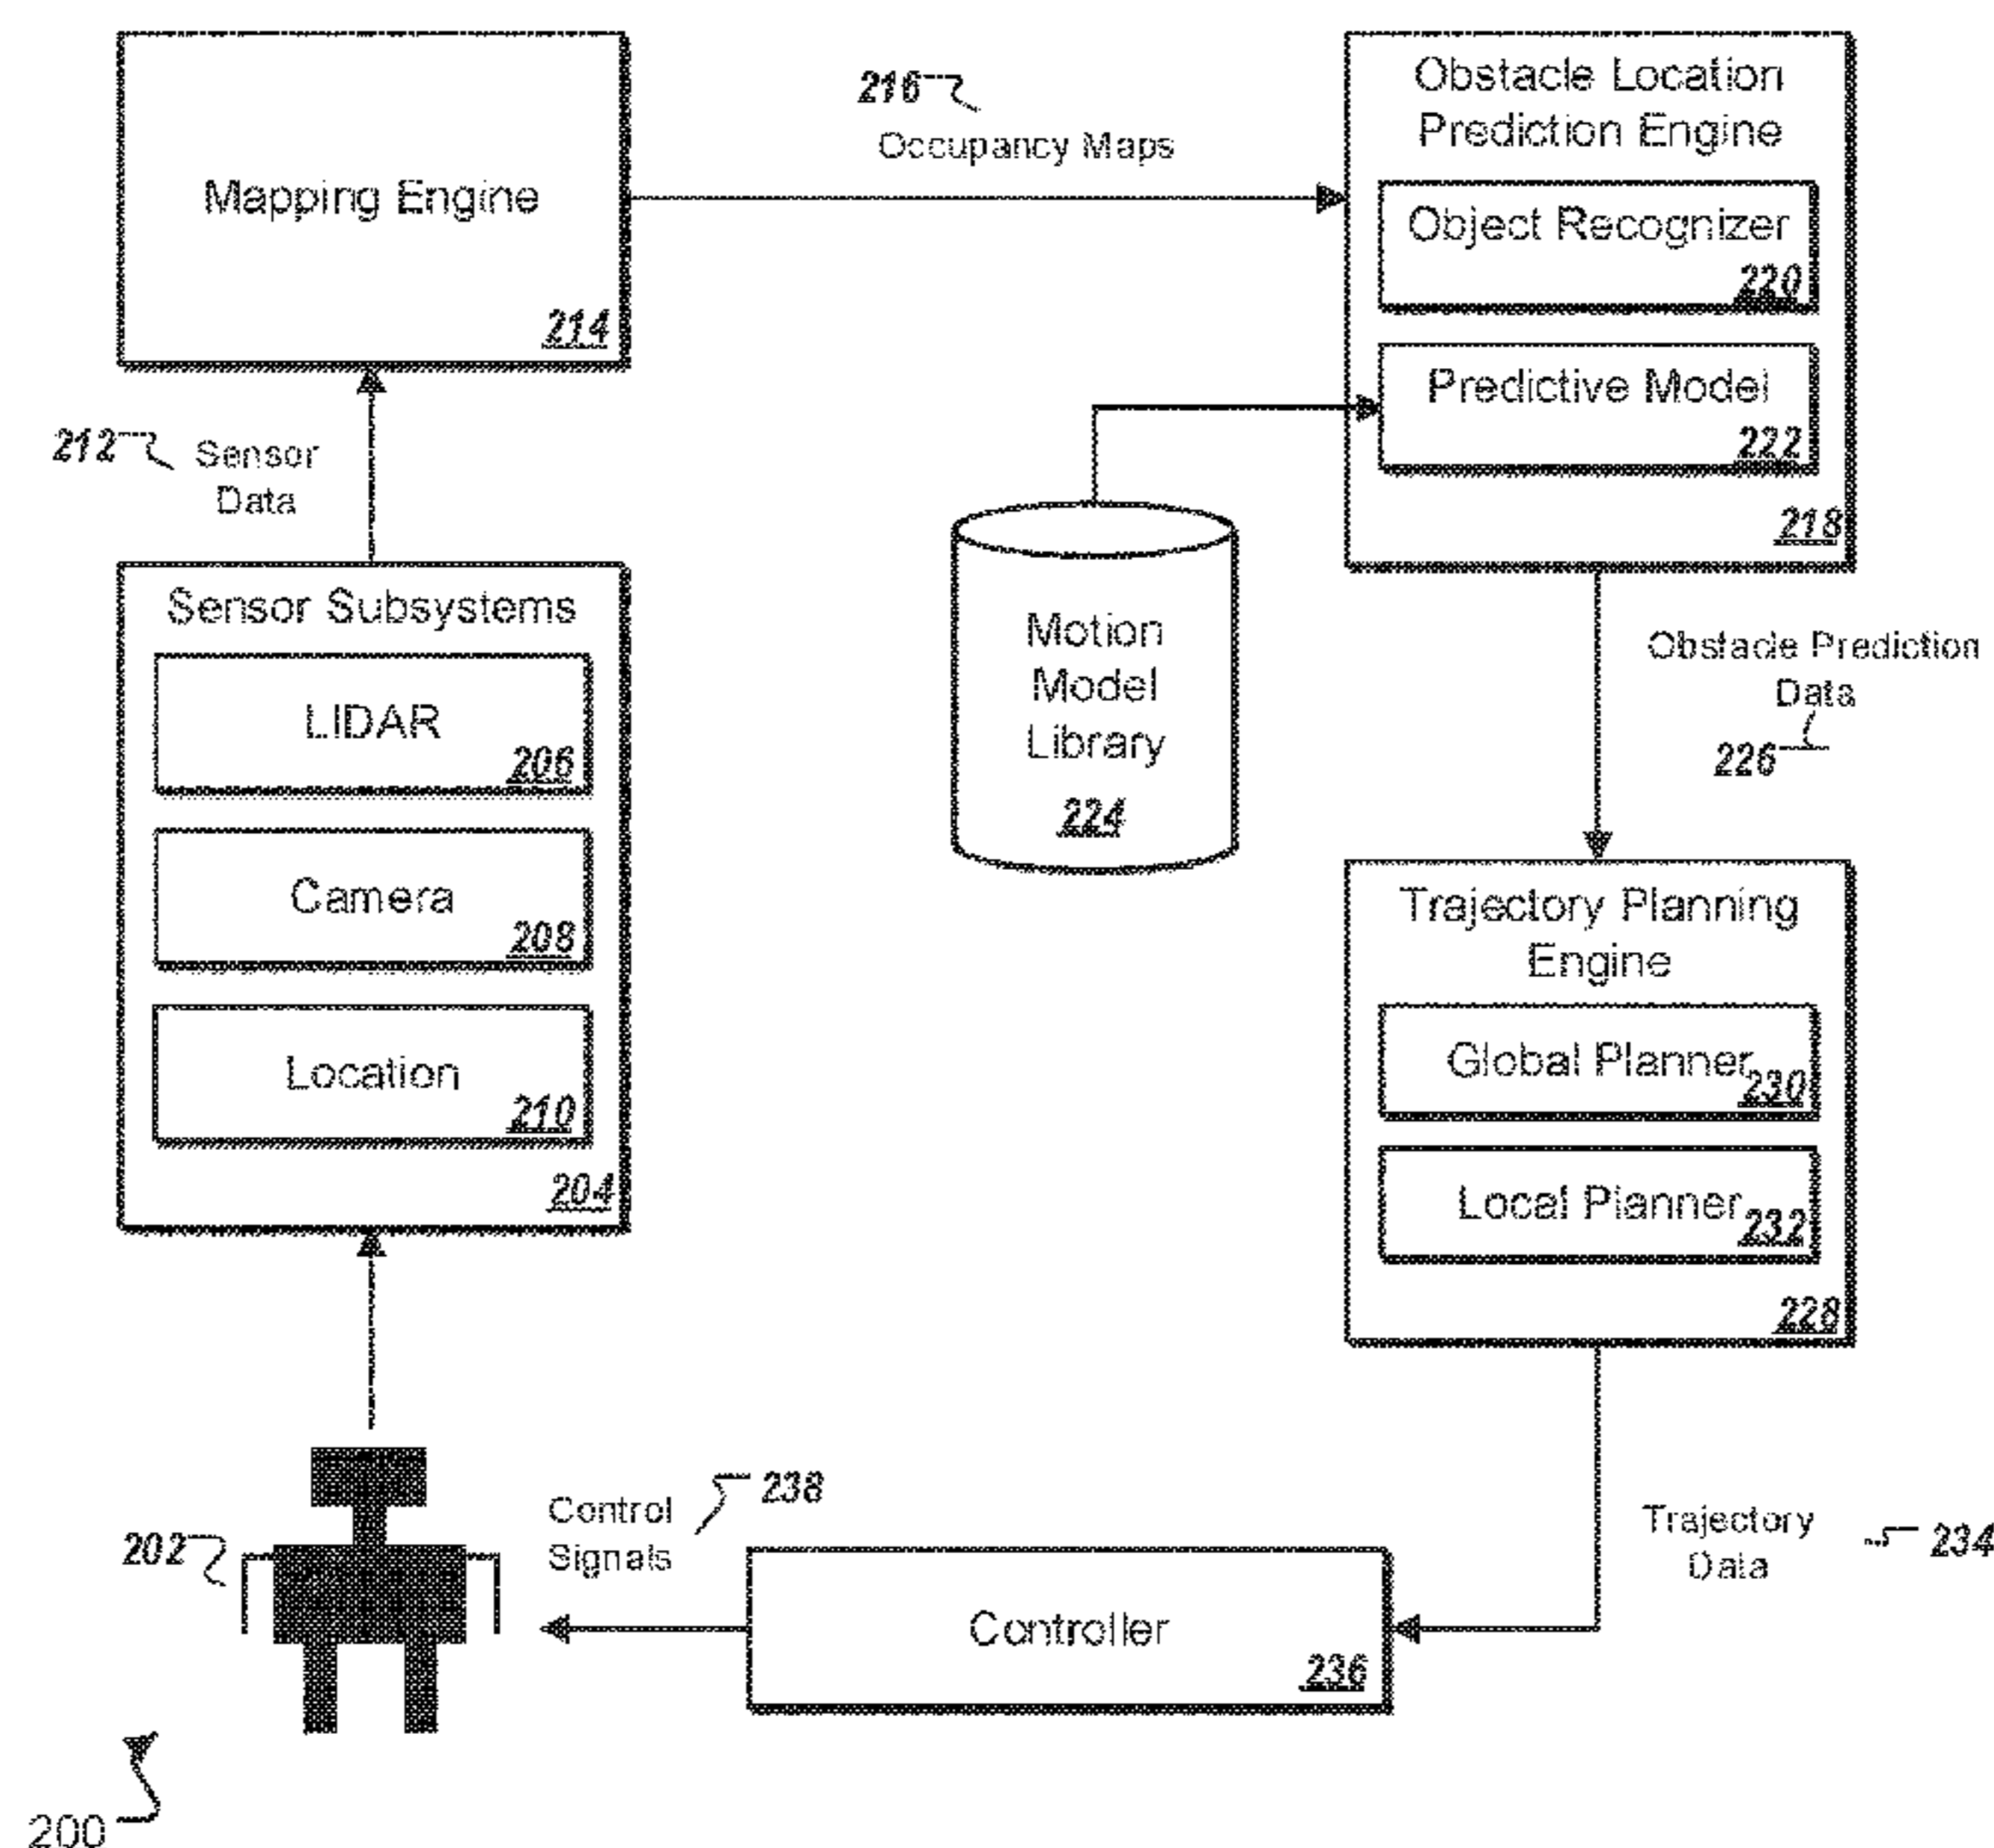 Mapping Engine
214
216
Occupancy Maps
Obstacle Location
Prediction Engine
Object Recognizer
220
Predictive Model
222
218
212
Sensor
Data
Sensor Subsystems
LIDAR
206
Camera
208
Location
210
204
Motion
Model
Library
224
Obstacle Prediction
Data
226
Trajectory Planning
Engine
Global Planner
230
Local Planner
232
228
202
Control
Signals
238
Controller
236
Trajectory
Data
234
200